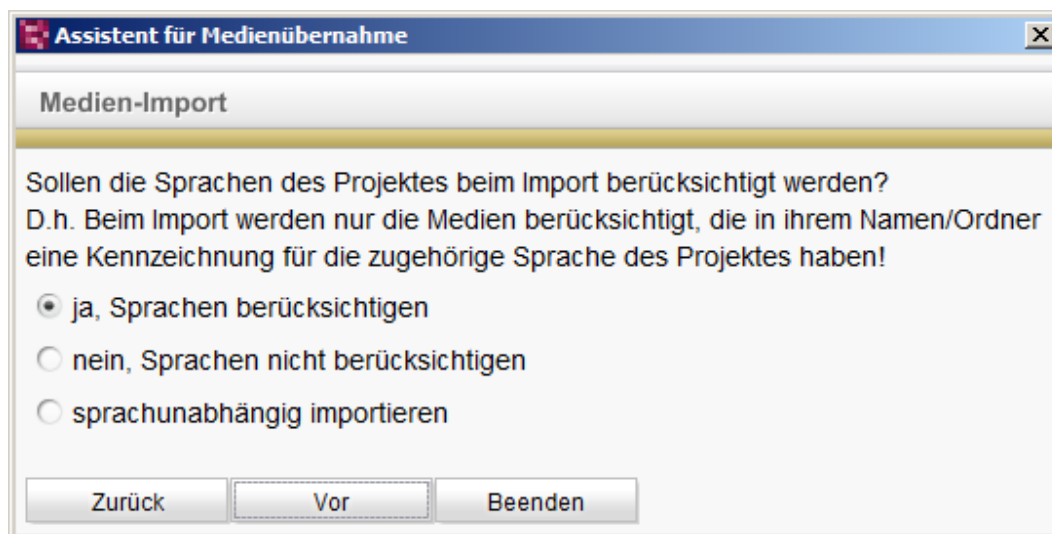 Assistent für Medienübernahme
Medien-Import
Sollen die Sprachen des Projektes beim Import berücksichtigt werden?
D.h. Beim Import werden nur die Medien berücksichtigt, die in ihrem Namen/Ordner
eine Kennzeichnung für die zugehörige Sprache des Projektes haben!
ja, Sprachen berücksichtigen
nein, Sprachen nicht berücksichtigen
sprachunabhängig importieren
Zurück Vor Beenden